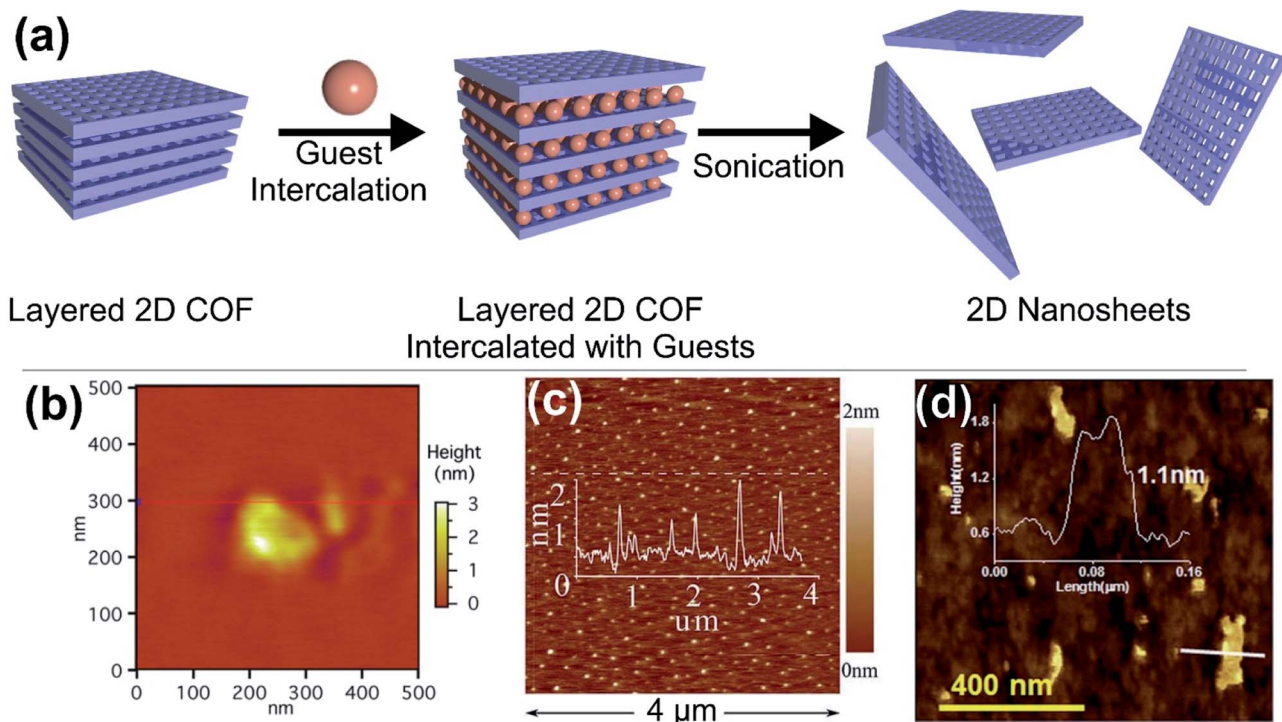 (a)
Guest
Intercalation
Sonication
Layered 2D COF
Layered 2D COF
Intercalated with Guests
2D Nanosheets
(b)
500
400
300
200
100
0
nm
0
100
200
300
400
500
nm
Height
(nm)
3
2
1
0
(c)
2nm
0nm
nm
2
1
0
1
2
3
4
um
4 μm
(d)
Height(nm)
1.8
1.2
0.6
1.1nm
0.00
0.08
0.16
Length(μm)
400 nm